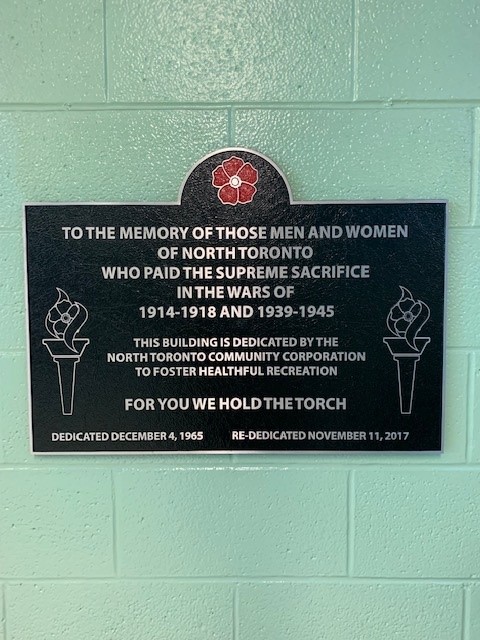 TO THE MEMORY OF THOSE MEN AND WOMEN
OF NORTH TORONTO
WHO PAID THE SUPREME SACRIFICE
IN THE WARS OF
1914-1918 AND 1939-1945
THIS BUILDING IS DEDICATED BY THE
NORTH TORONTO COMMUNITY CORPORATION
TO FOSTER HEALTHFUL RECREATION
FOR YOU WE HOLD THE TORCH
DEDICATED DECEMBER 4, 1965 RE-DEDICATED NOVEMBER 11, 2017